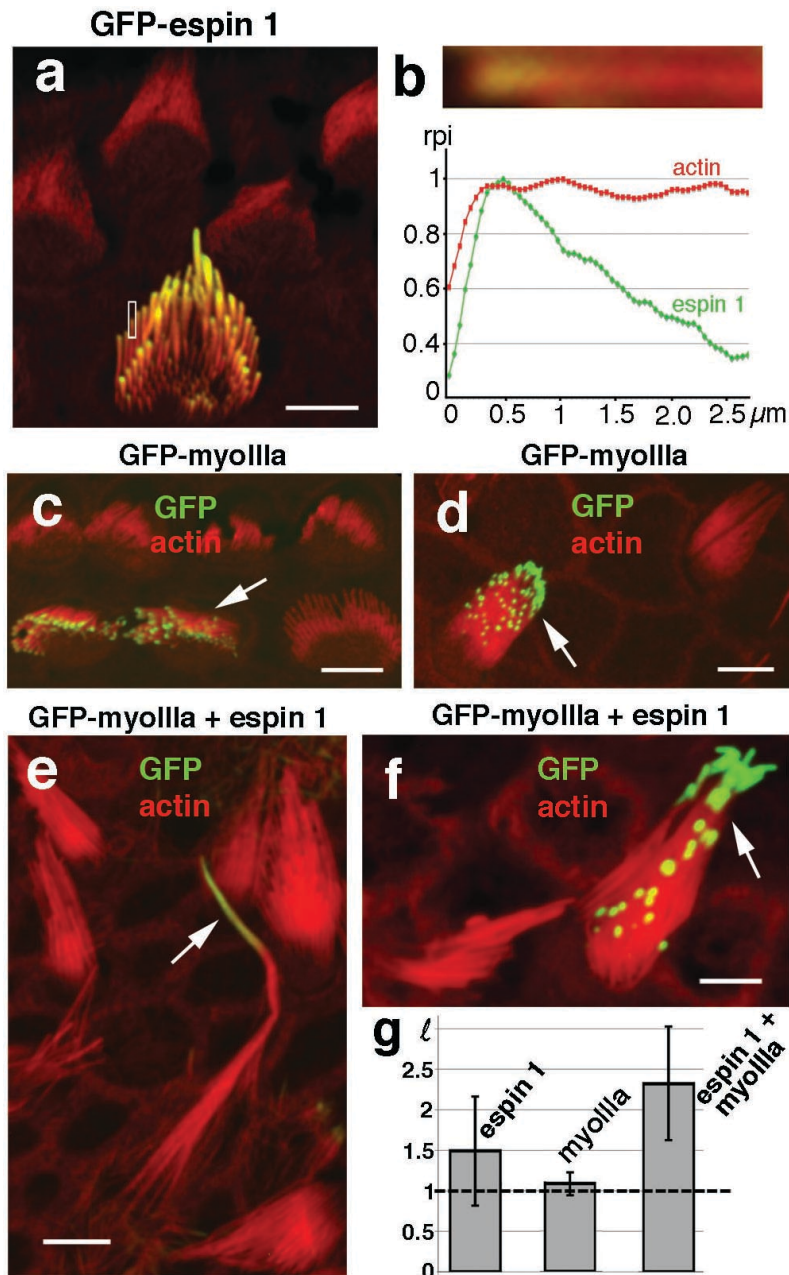 GFP-espin 1
a
b
rpi
actin
espin 1
1
0.8
0.6
0.4
0
0 0.5 1 1.5 2.0 2.5 µm
GFP-myoIIIa
c
GFP
actin
GFP-myoIIIa
d
GFP
actin
GFP-myoIIIa + espin 1
e
GFP
actin
GFP-myoIIIa + espin 1
f
GFP
actin
g
ℓ
2.5
2
1.5
1
0.5
0
espin 1
myoIIIa
espin 1 +
myoIIIa